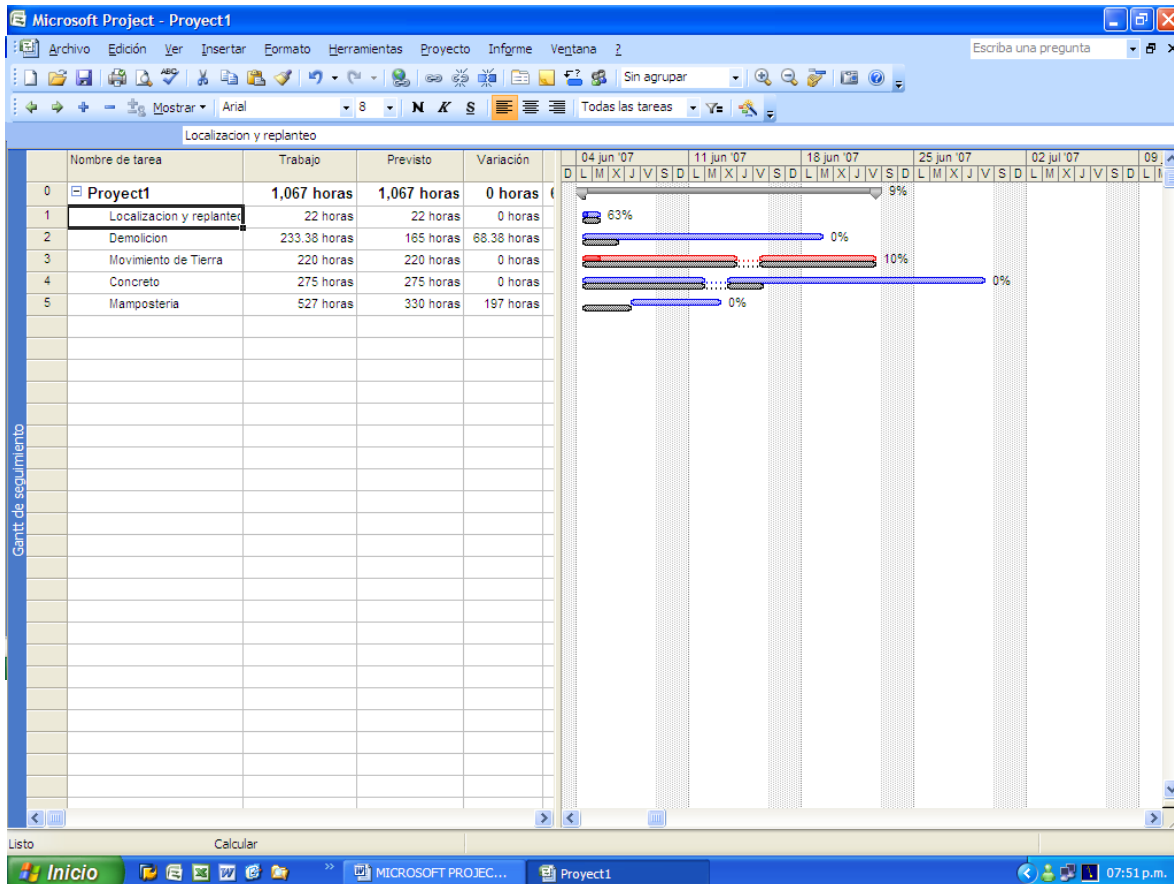 Microsoft Project - Proyect1
Archivo Edición Ver Insertar Formato Herramientas Proyecto Informe Ventana ? Escriba una pregunta
Sin agrupar
Mostrar Arial 8 N K S Todas las tareas
Localizacion y replanteo
Nombre de tarea Trabajo Previsto Variación 04 jun '07 11 jun '07 18 jun '07 25 jun '07 02 jul '07 09
D L M X J V S D L M X J V S D L M X J V S D L M X J V S D L M X J V S D L
0 Proyect1 1,067 horas 1,067 horas 0 horas 9%
1 Localizacion y replanteo 22 horas 22 horas 0 horas 63%
2 Demolicion 233.38 horas 165 horas 68.38 horas 0%
3 Movimiento de Tierra 220 horas 220 horas 0 horas 10%
4 Concreto 275 horas 275 horas 0 horas 0%
5 Mamposteria 527 horas 330 horas 197 horas 0%
Gantt de seguimiento
Listo Calcular
Inicio MICROSOFT PROJEC... Proyect1 07:51 p.m.